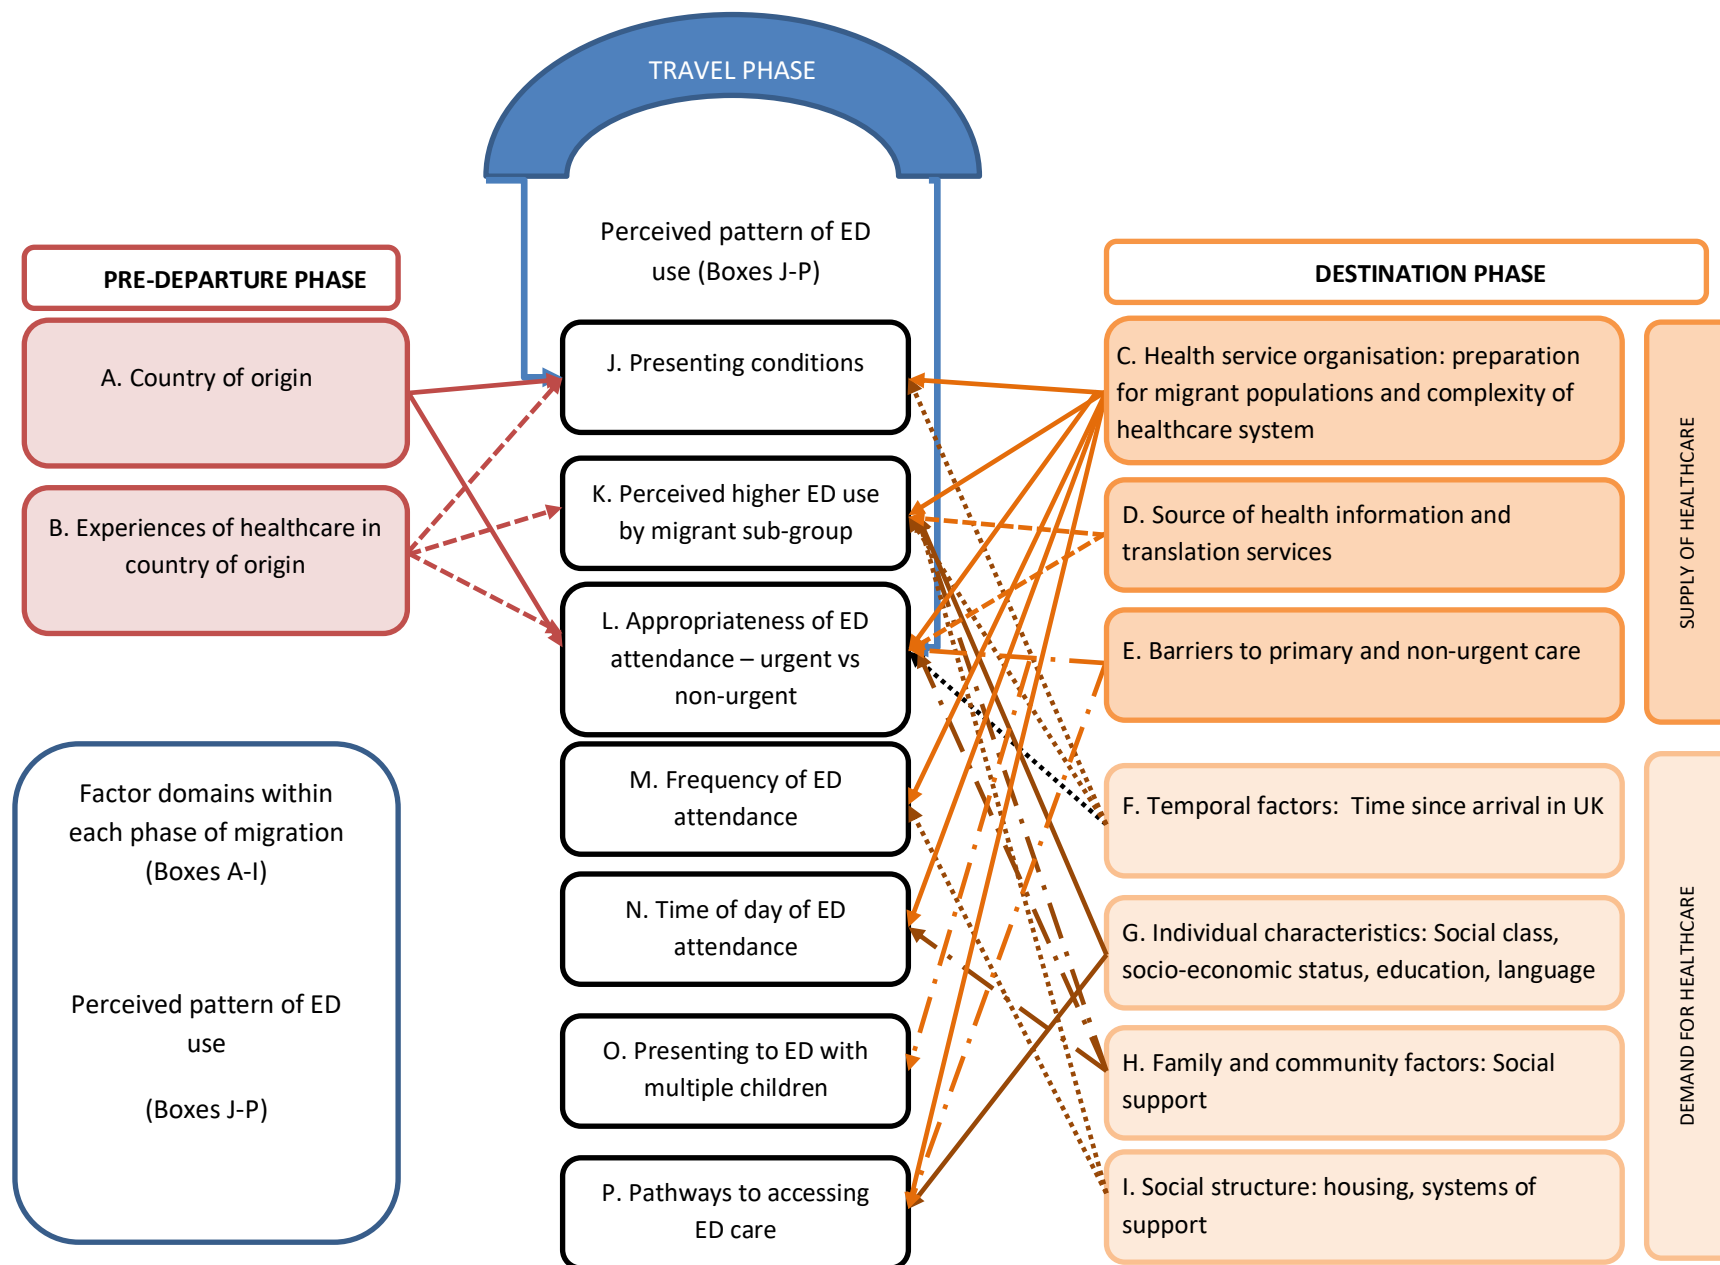 TRAVEL PHASE
Perceived pattern of ED
use (Boxes J-P)
PRE-DEPARTURE PHASE
A. Country of origin
B. Experiences of healthcare in
country of origin
Factor domains within
each phase of migration
(Boxes A-I)
Perceived pattern of ED
use
(Boxes J-P)
J. Presenting conditions
K. Perceived higher ED use
by migrant sub-group
L. Appropriateness of ED
attendance – urgent vs
non-urgent
M. Frequency of ED
attendance
N. Time of day of ED
attendance
O. Presenting to ED with
multiple children
P. Pathways to accessing
ED care
DESTINATION PHASE
C. Health service organisation: preparation
for migrant populations and complexity of
healthcare system
D. Source of health information and
translation services
E. Barriers to primary and non-urgent care
F. Temporal factors:  Time since arrival in UK
G. Individual characteristics: Social class,
socio-economic status, education, language
H. Family and community factors: Social
support
I. Social structure: housing, systems of
support
SUPPLY OF HEALTHCARE
DEMAND FOR HEALTHCARE